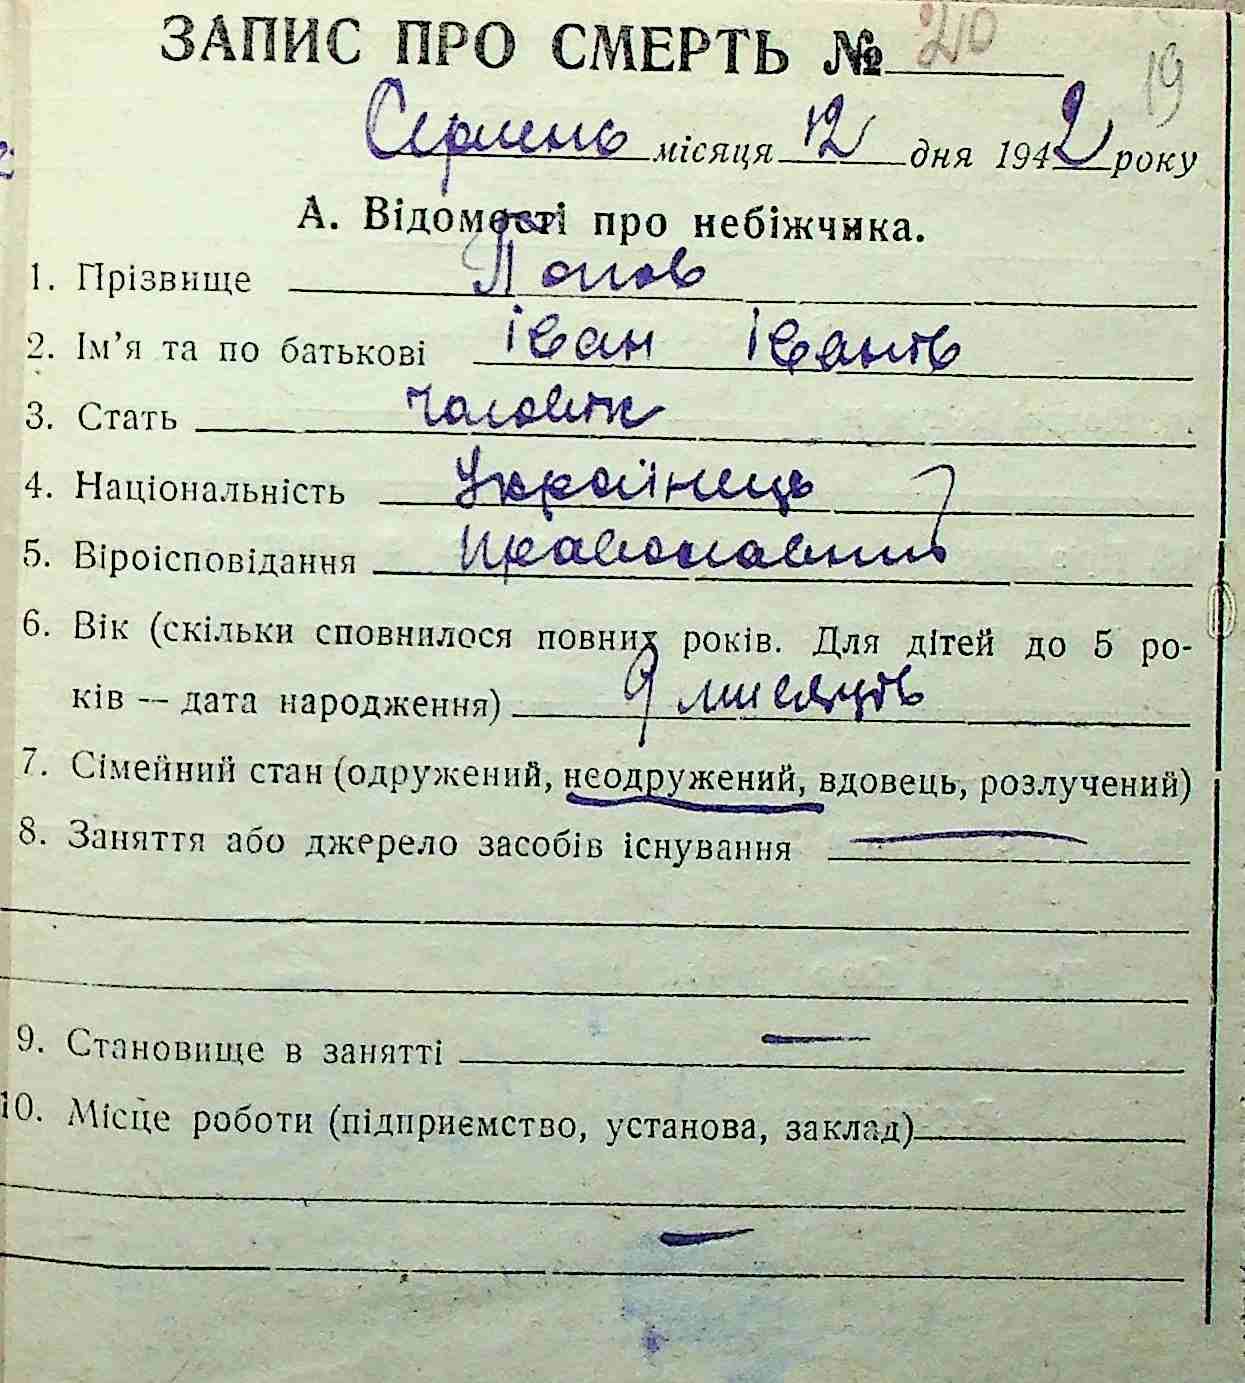 ЗАПИС ПРО СМЕРТЬ № 210
19
Серпень місяця 12 дня 1942 року
А. Відомості про небіжчика.
1. Прізвище Попов
2. Ім'я та по батькові Іван Іванів
3. Стать чоловік
4. Національність Українець
5. Віроісповідання православний
6. Вік (скільки сповнилося повних років. Для дітей до 5 ро-
ків — дата народження) 9 мисяців
7. Сімейний стан (одружений, неодружений, вдовець, розлучений)
8. Заняття або джерело засобів існування —
9. Становище в занятті —
10. Місце роботи (підприємство, установа, заклад)
—